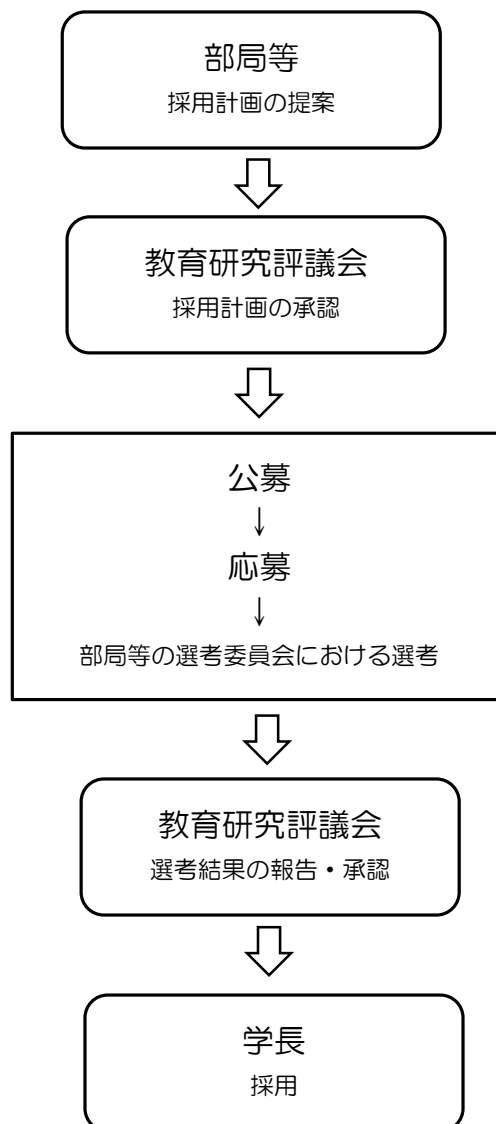 部局等
採用計画の提案
教育研究評議会
採用計画の承認
公募
↓
応募
↓
部局等の選考委員会における選考
教育研究評議会
選考結果の報告・承認
学長
採用